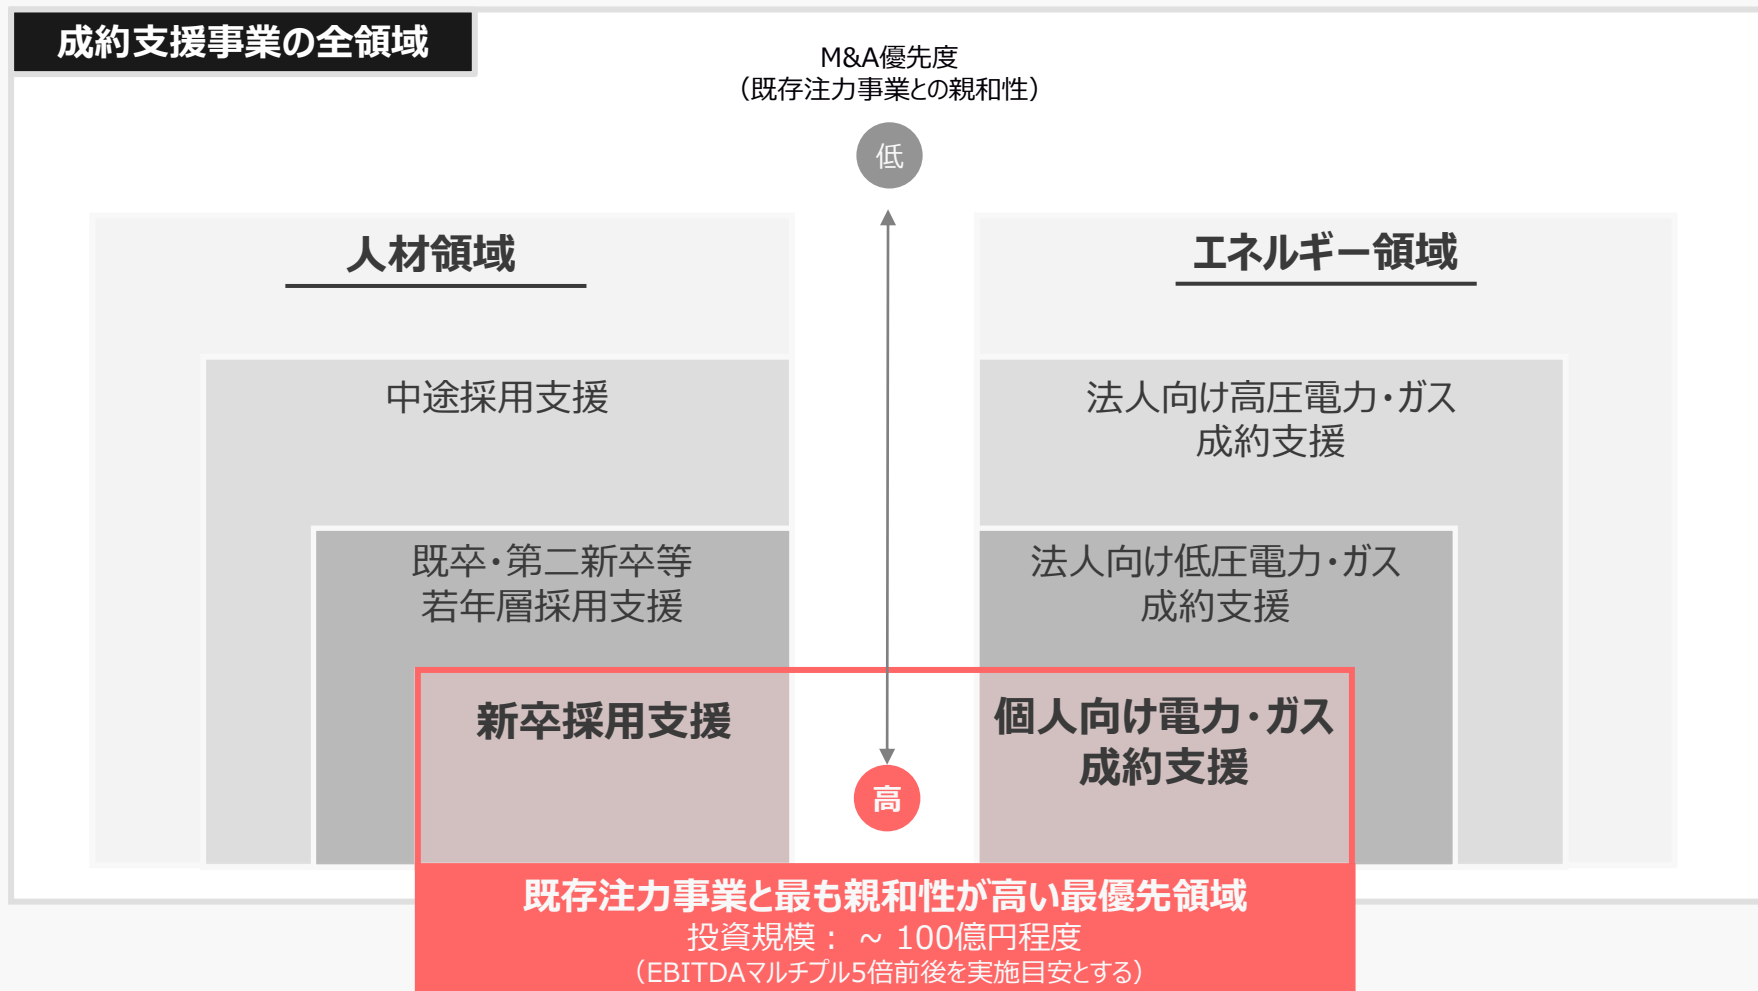 成約支援事業の全領域
M&A優先度
（既存注力事業との親和性）
低
人材領域
エネルギー領域
中途採用支援
法人向け高圧電力・ガス
成約支援
既卒・第二新卒等
若年層採用支援
法人向け低圧電力・ガス
成約支援
新卒採用支援
個人向け電力・ガス
成約支援
高
既存注力事業と最も親和性が高い最優先領域
投資規模： ~ 100億円程度
（EBITDAマルチプル5倍前後を実施目安とする）